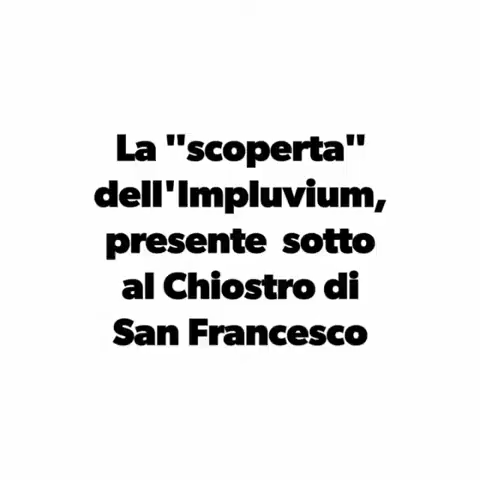 La "scoperta"
dell'Impluvium,
presente  sotto
al Chiostro di
San Francesco